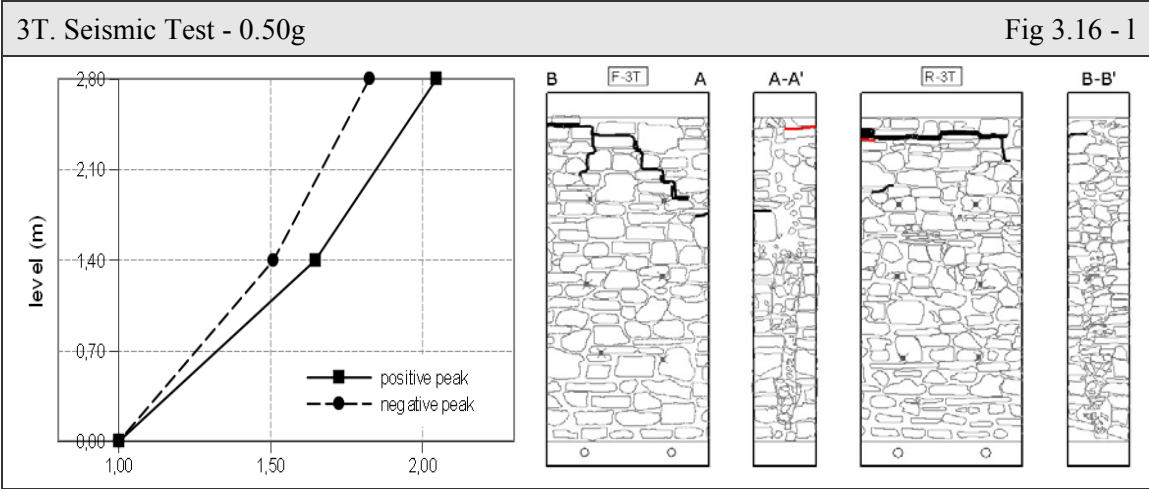 3T. Seismic Test - 0.50g Fig 3.16 - l
level (m)
2,80
2,10
1,40
0,70
0,00
1,00 1,50 2,00
positive peak
negative peak
B F-3T A A-A' R-3T B-B'